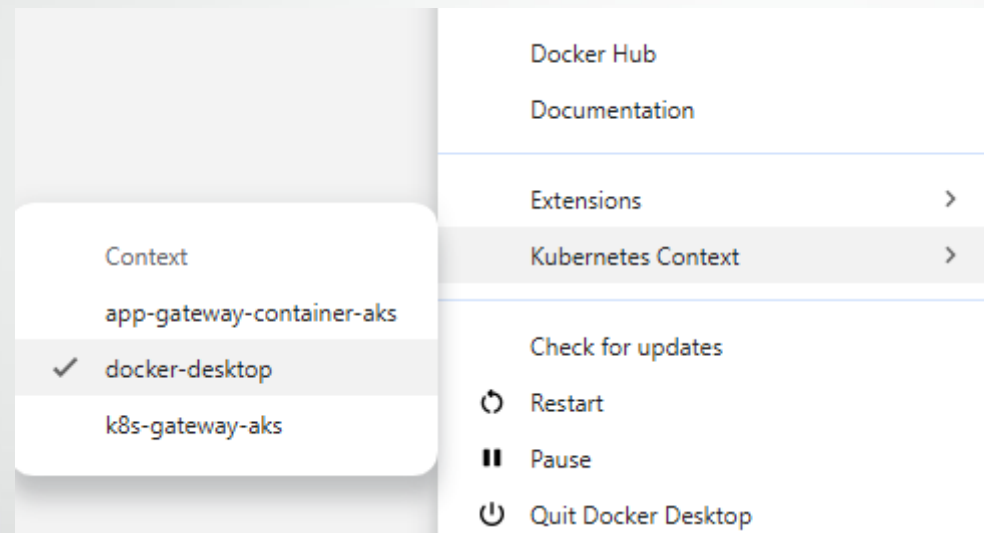 Docker Hub
Documentation
Extensions
Kubernetes Context
Context
app-gateway-container-aks
docker-desktop
k8s-gateway-aks
Check for updates
Restart
Pause
Quit Docker Desktop